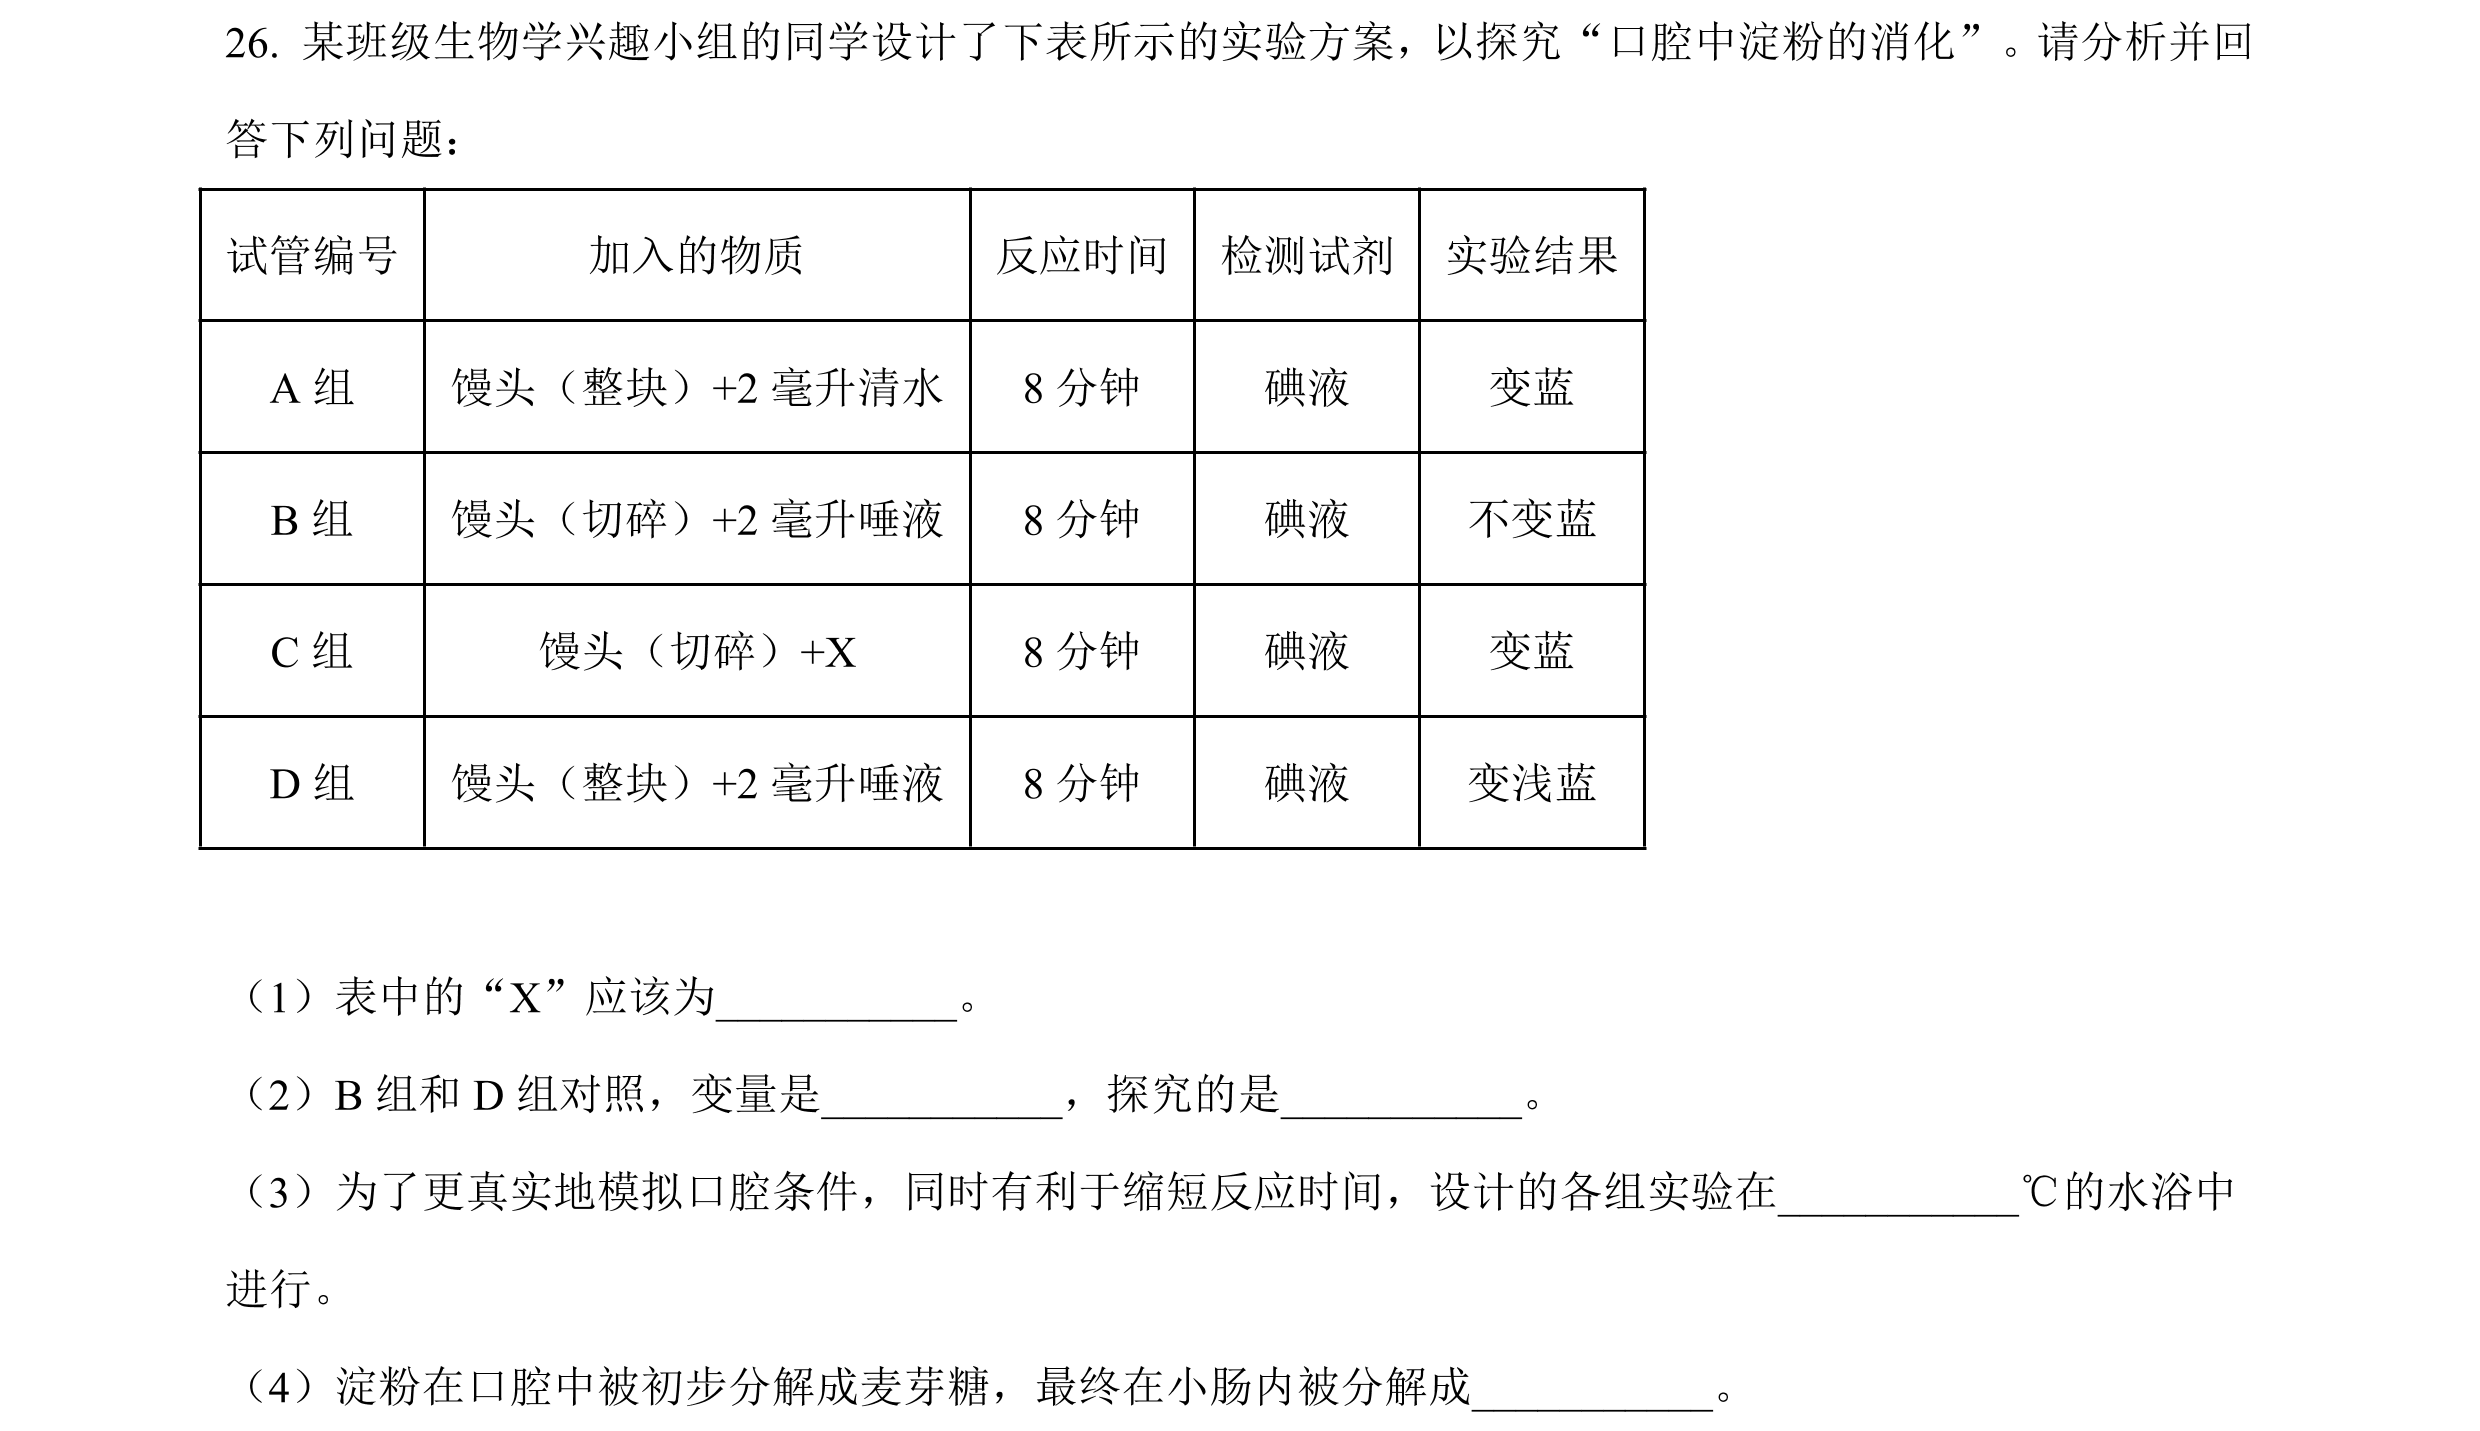 26. 某班级生物学兴趣小组的同学设计了下表所示的实验方案，以探究“口腔中淀粉的消化”。请分析并回
答下列问题：
试管编号 加入的物质 反应时间 检测试剂 实验结果
A 组 馒头（整块）+2 毫升清水 8 分钟 碘液 变蓝
B 组 馒头（切碎）+2 毫升唾液 8 分钟 碘液 不变蓝
C 组 馒头（切碎）+X 8 分钟 碘液 变蓝
D 组 馒头（整块）+2 毫升唾液 8 分钟 碘液 变浅蓝
（1）表中的“X”应该为___________。
（2）B 组和 D 组对照，变量是___________，探究的是___________。
（3）为了更真实地模拟口腔条件，同时有利于缩短反应时间，设计的各组实验在___________℃的水浴中
进行。
（4）淀粉在口腔中被初步分解成麦芽糖，最终在小肠内被分解成___________。